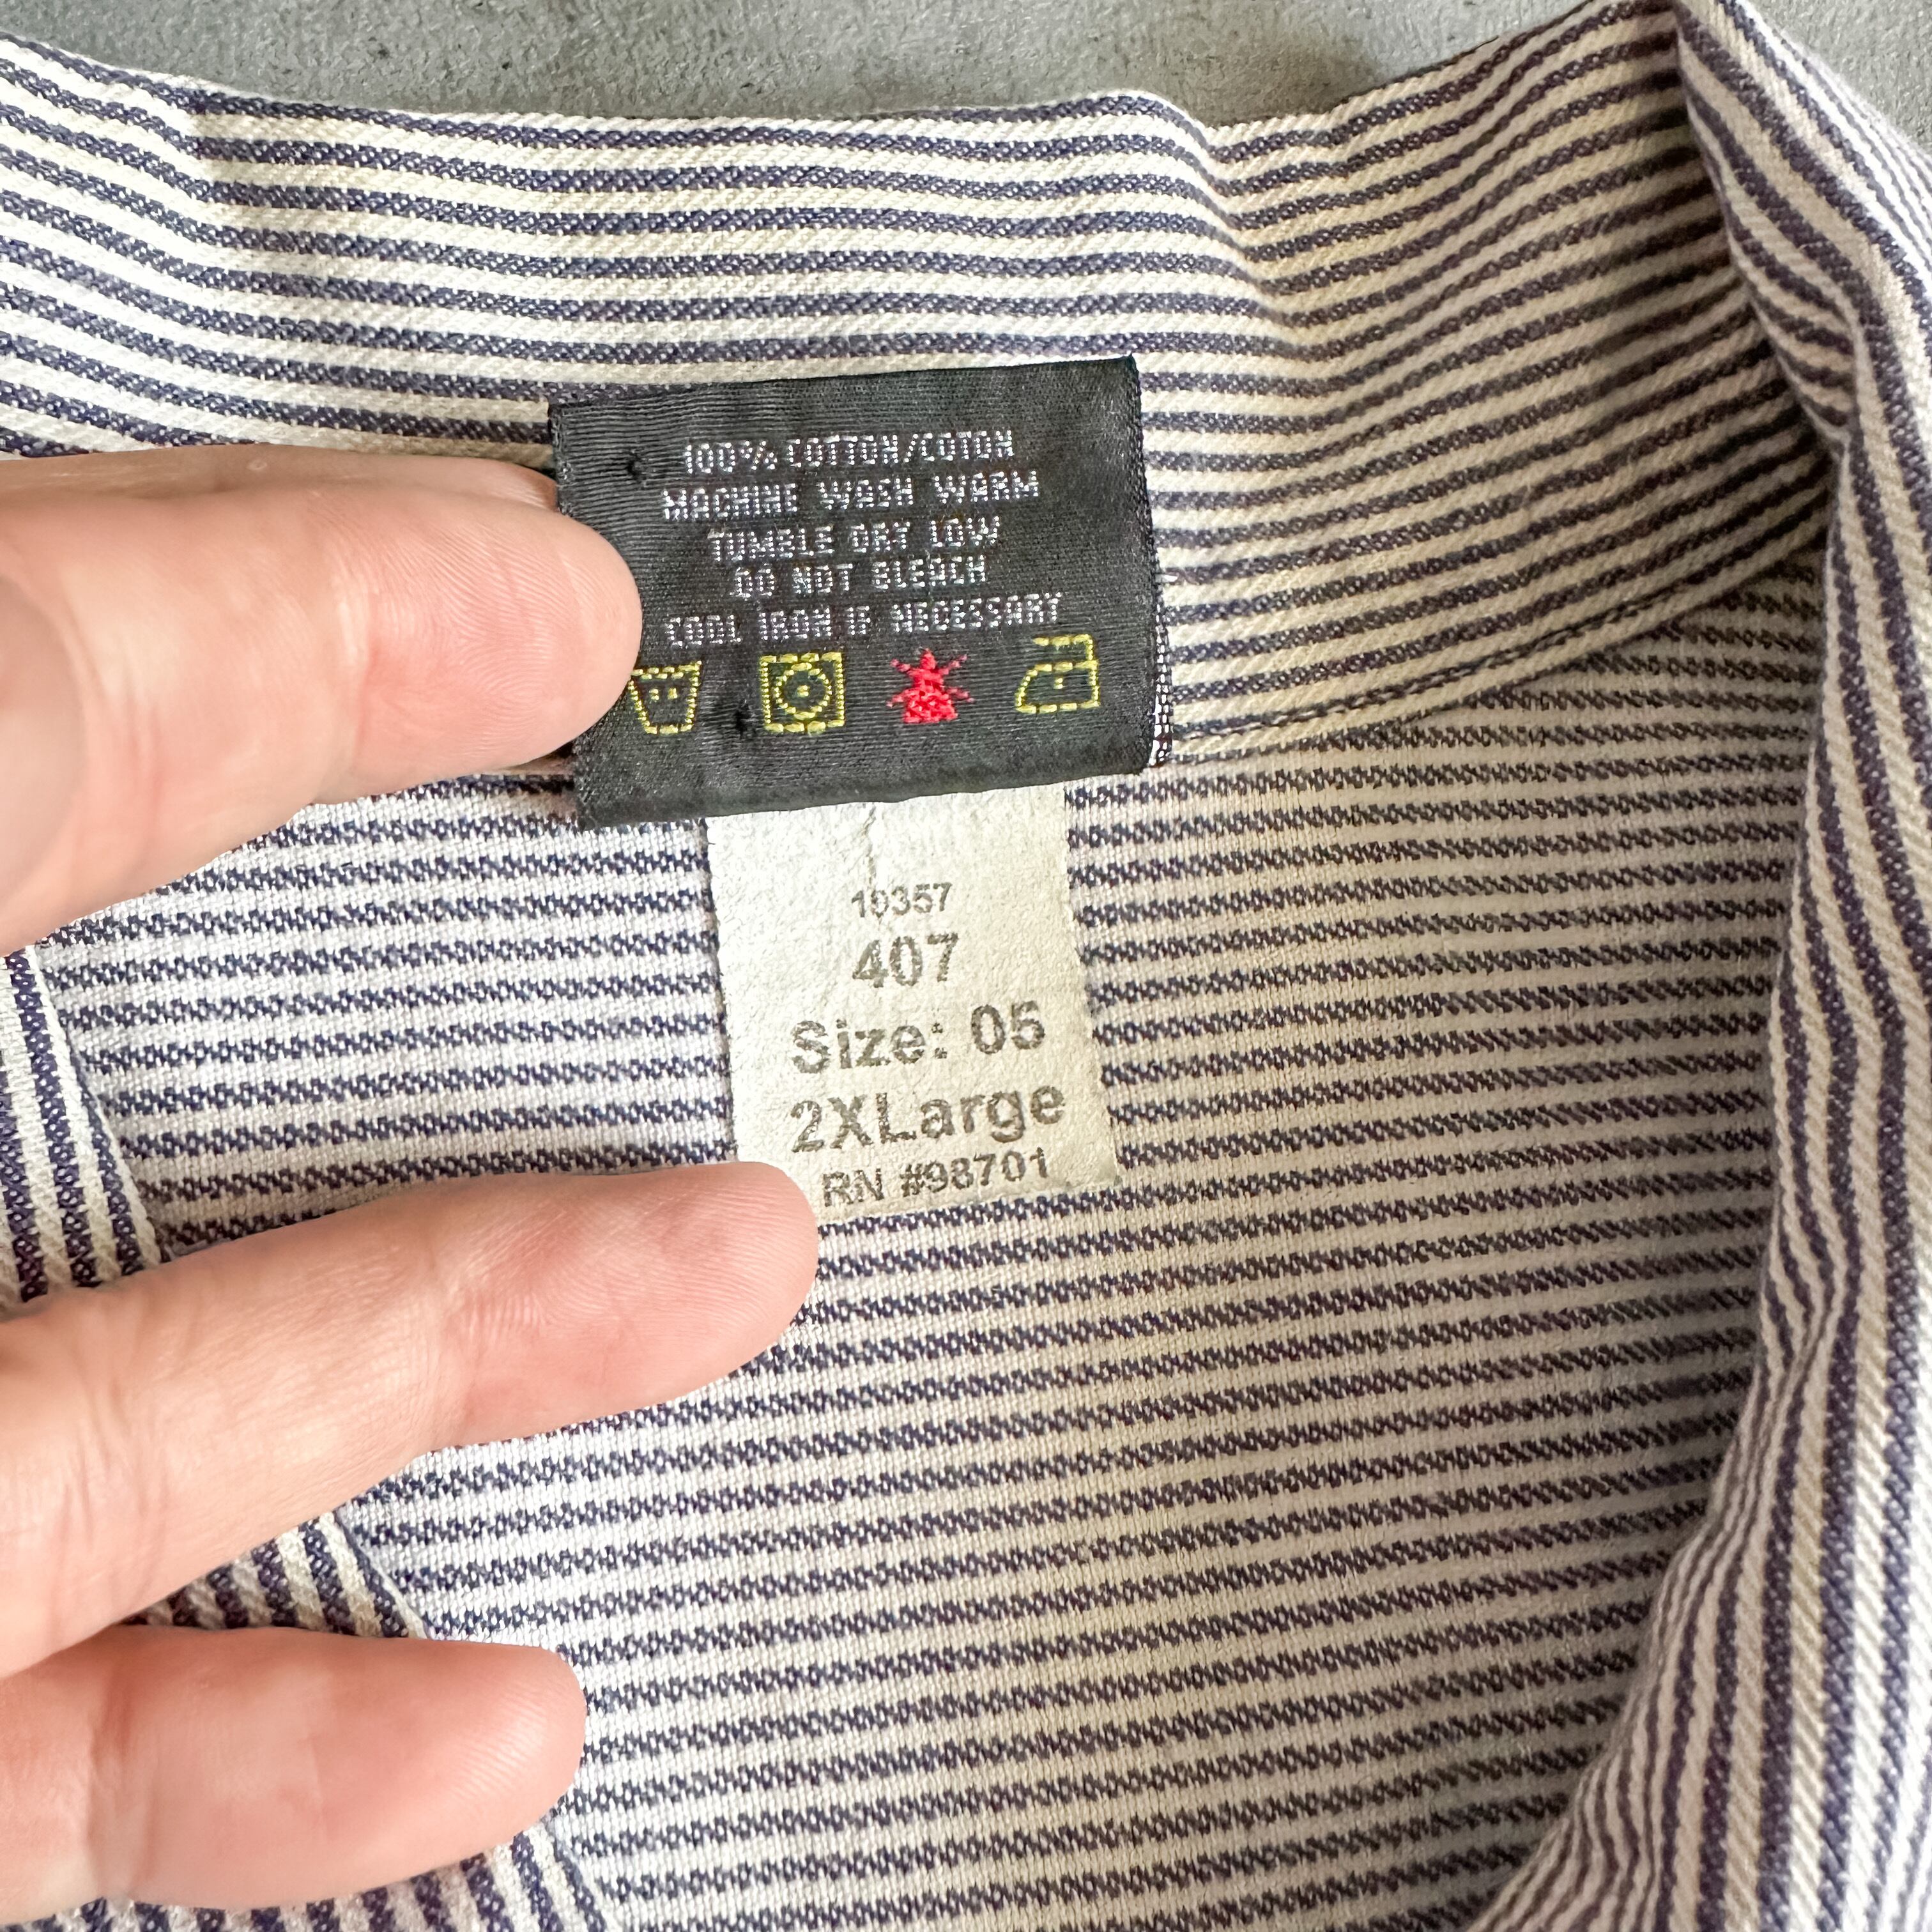 100% COTTON/COTON
MACHINE WASH WARM
TUMBLE DRY LOW
DO NOT BLEACH
COOL IRON IF NECESSARY
10357
407
Size: 05
2XLarge
RN #98701